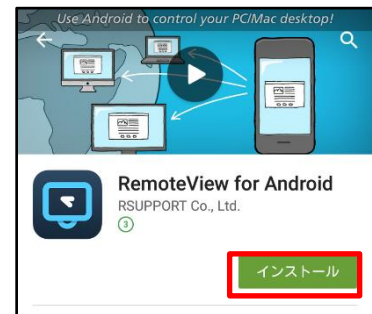 Use Android to control your PC/Mac desktop!
RemoteView for Android
RSUPPORT Co., Ltd.
3
インストール